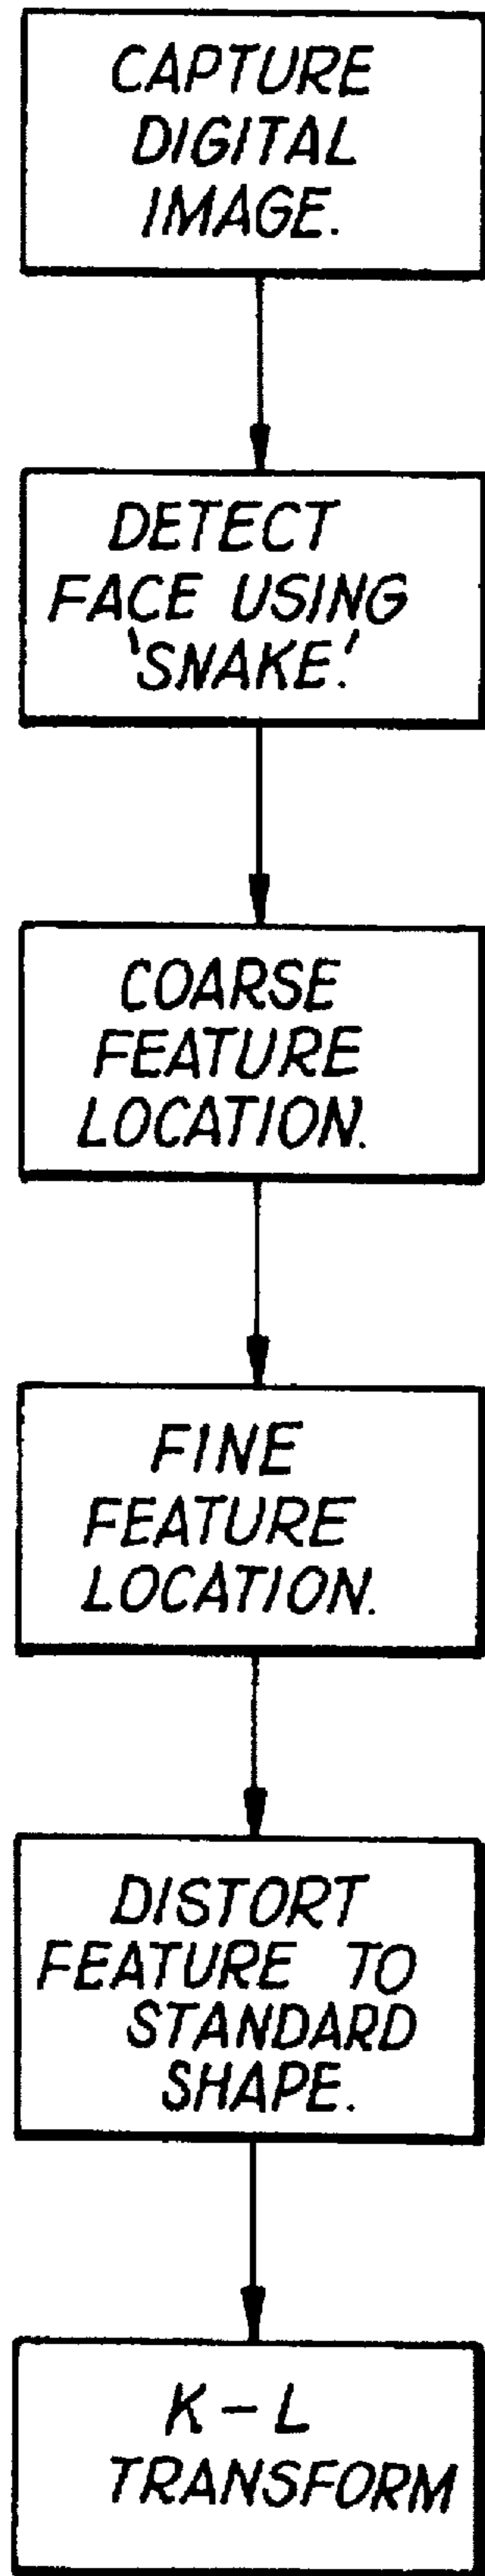 CAPTURE
DIGITAL
IMAGE.
DETECT
FACE USING
'SNAKE.'
COARSE
FEATURE
LOCATION.
FINE
FEATURE
LOCATION.
DISTORT
FEATURE TO
STANDARD
SHAPE.
K-L
TRANSFORM